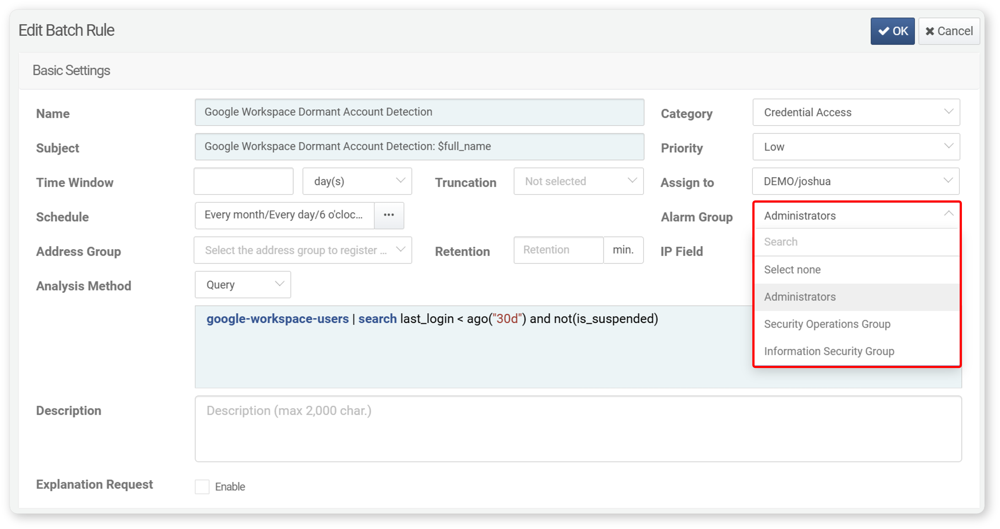 Edit Batch Rule
OK
Cancel
Basic Settings
Name
Google Workspace Dormant Account Detection
Category
Credential Access
Subject
Google Workspace Dormant Account Detection: $full_name
Priority
Low
Time Window
day(s)
Truncation
Not selected
Assign to
DEMO/joshua
Schedule
Every month/Every day/6 o'cloc...
...
Alarm Group
Administrators
Search
Select none
Administrators
Security Operations Group
Information Security Group
Address Group
Select the address group to register ...
Retention
Retention
min.
IP Field
Analysis Method
Query
google-workspace-users | search last_login < ago("30d") and not(is_suspended)
Description
Description (max 2,000 char.)
Explanation Request
Enable